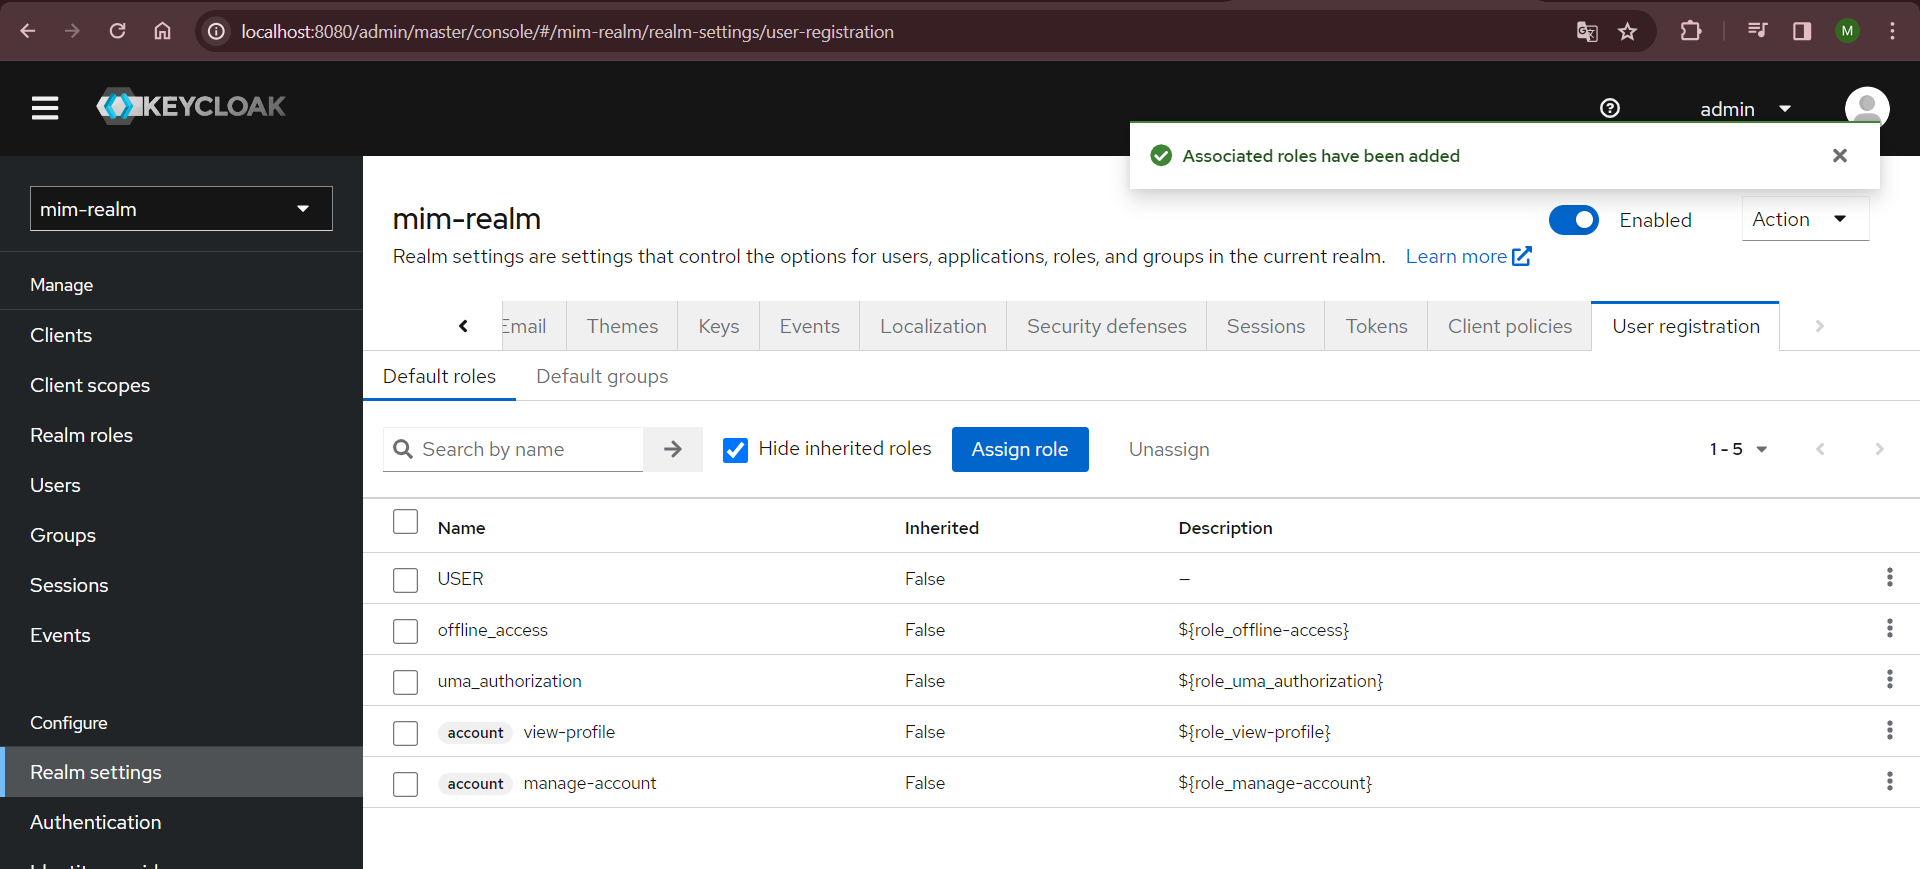 localhost:8080/admin/master/console/#/mim-realm/realm-settings/user-registration
M
KEYCLOAK
admin
Associated roles have been added
mim-realm
mim-realm
Enabled
Action
Realm settings are settings that control the options for users, applications, roles, and groups in the current realm. Learn more
Manage
Clients
Client scopes
Realm roles
Users
Groups
Sessions
Events
Configure
Realm settings
Authentication
Email
Themes
Keys
Events
Localization
Security defenses
Sessions
Tokens
Client policies
User registration
Default roles
Default groups
Search by name
Hide inherited roles
Assign role
Unassign
1 - 5
Name Inherited Description
USER False –
offline_access False ${role_offline-access}
uma_authorization False ${role_uma_authorization}
account view-profile False ${role_view-profile}
account manage-account False ${role_manage-account}